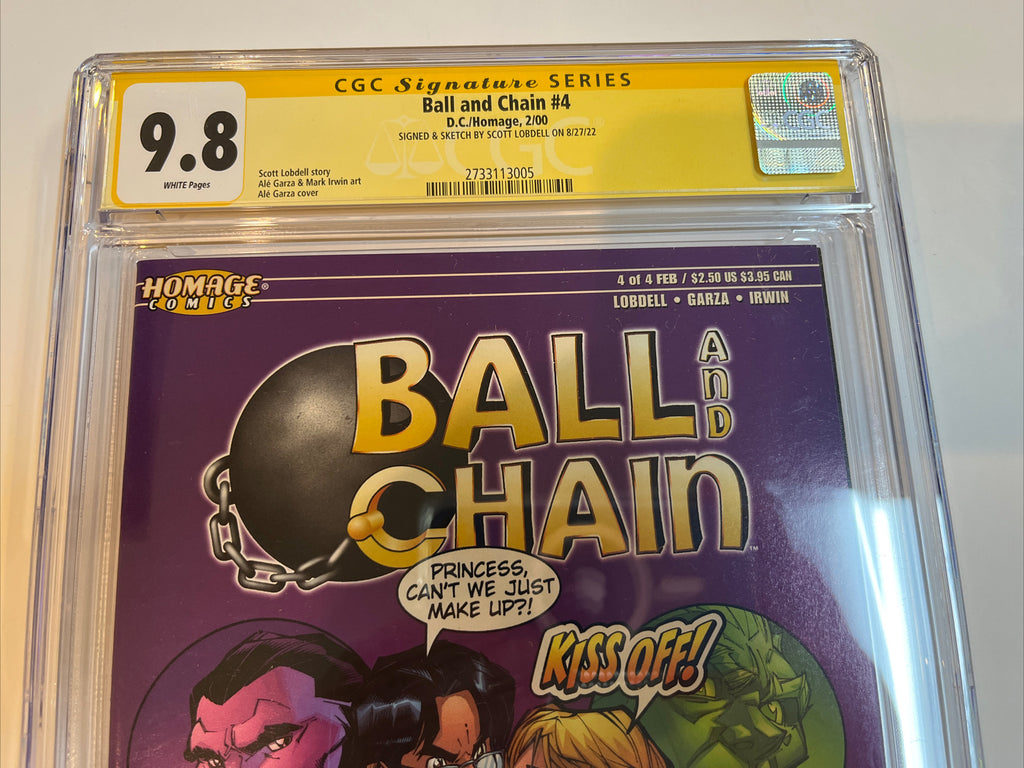 CGC Signature SERIES
Ball and Chain #4
D.C./Homage, 2/00
SIGNED & SKETCH BY SCOTT LOBDELL ON 8/27/22
9.8
WHITE Pages
Scott Lobdell story
Alé Garza & Mark Irwin art
Alé Garza cover
CGC
2733113005
HOMAGE®
COMICS
4 of 4 FEB / $2.50 US $3.95 CAN
LOBDELL • GARZA • IRWIN
BALL AND
CHAIN™
PRINCESS,
CAN'T WE JUST
MAKE UP?!
KISS OFF!